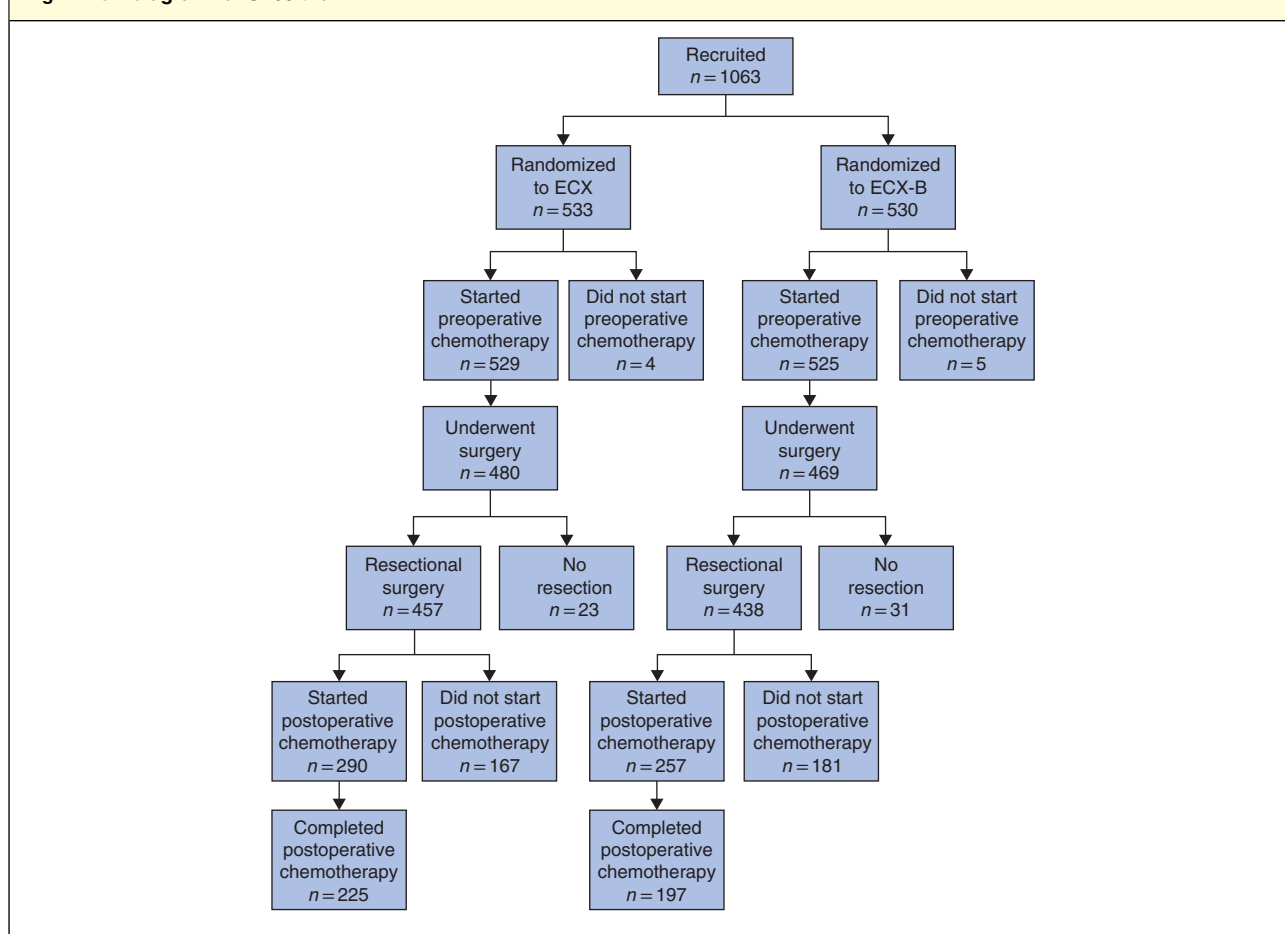 Recruited
n=1063
Randomized
to ECX
n=533
Randomized
to ECX-B
n=530
Started
preoperative
chemotherapy
n=529
Did not start
preoperative
chemotherapy
n=4
Started
preoperative
chemotherapy
n=525
Did not start
preoperative
chemotherapy
n=5
Underwent
surgery
n=480
Underwent
surgery
n=469
Resectional
surgery
n=457
No
resection
n=23
Resectional
surgery
n=438
No
resection
n=31
Started
postoperative
chemotherapy
n=290
Did not start
postoperative
chemotherapy
n=167
Started
postoperative
chemotherapy
n=257
Did not start
postoperative
chemotherapy
n=181
Completed
postoperative
chemotherapy
n=225
Completed
postoperative
chemotherapy
n=197